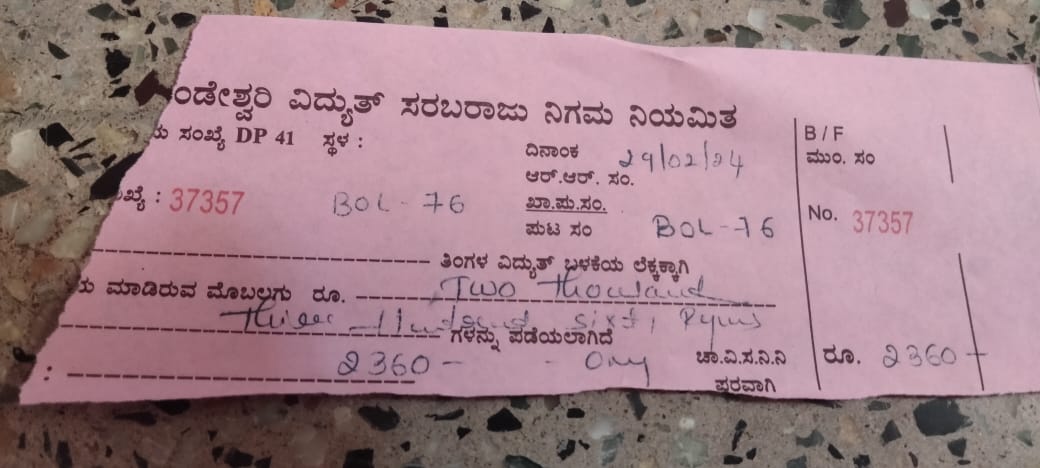 ಂಡೇಶ್ವರಿ ವಿದ್ಯುತ್ ಸರಬರಾಜು ನಿಗಮ ನಿಯಮಿತ
ಸಂಖ್ಯೆ DP 41 ಸ್ಥಳ :
ದಿನಾಂಕ 29/02/24
ಆರ್.ಆರ್. ಸಂ.
ಖ್ಯೆ : 37357 BOL-76
ಖಾ.ಪು.ಸಂ.
ಪುಟ ಸಂ BOL-76
ತಿಂಗಳ ವಿದ್ಯುತ್ ಬಳಕೆಯ ಲೆಕ್ಕಕ್ಕಾಗಿ
ಮಾಡಿರುವ ಮೊಬಲ್ಗು ರೂ. Two Thousand
Three Hundred Sixty Rupees
ಗಳನ್ನು ಪಡೆಯಲಾಗಿದೆ
: 2360 - - Only
ಚಾ.ವಿ.ಸ.ನಿ.ನಿ
ಪರವಾಗಿ
B / F
ಮುಂ. ಸಂ
No. 37357
ರೂ. 2360 -